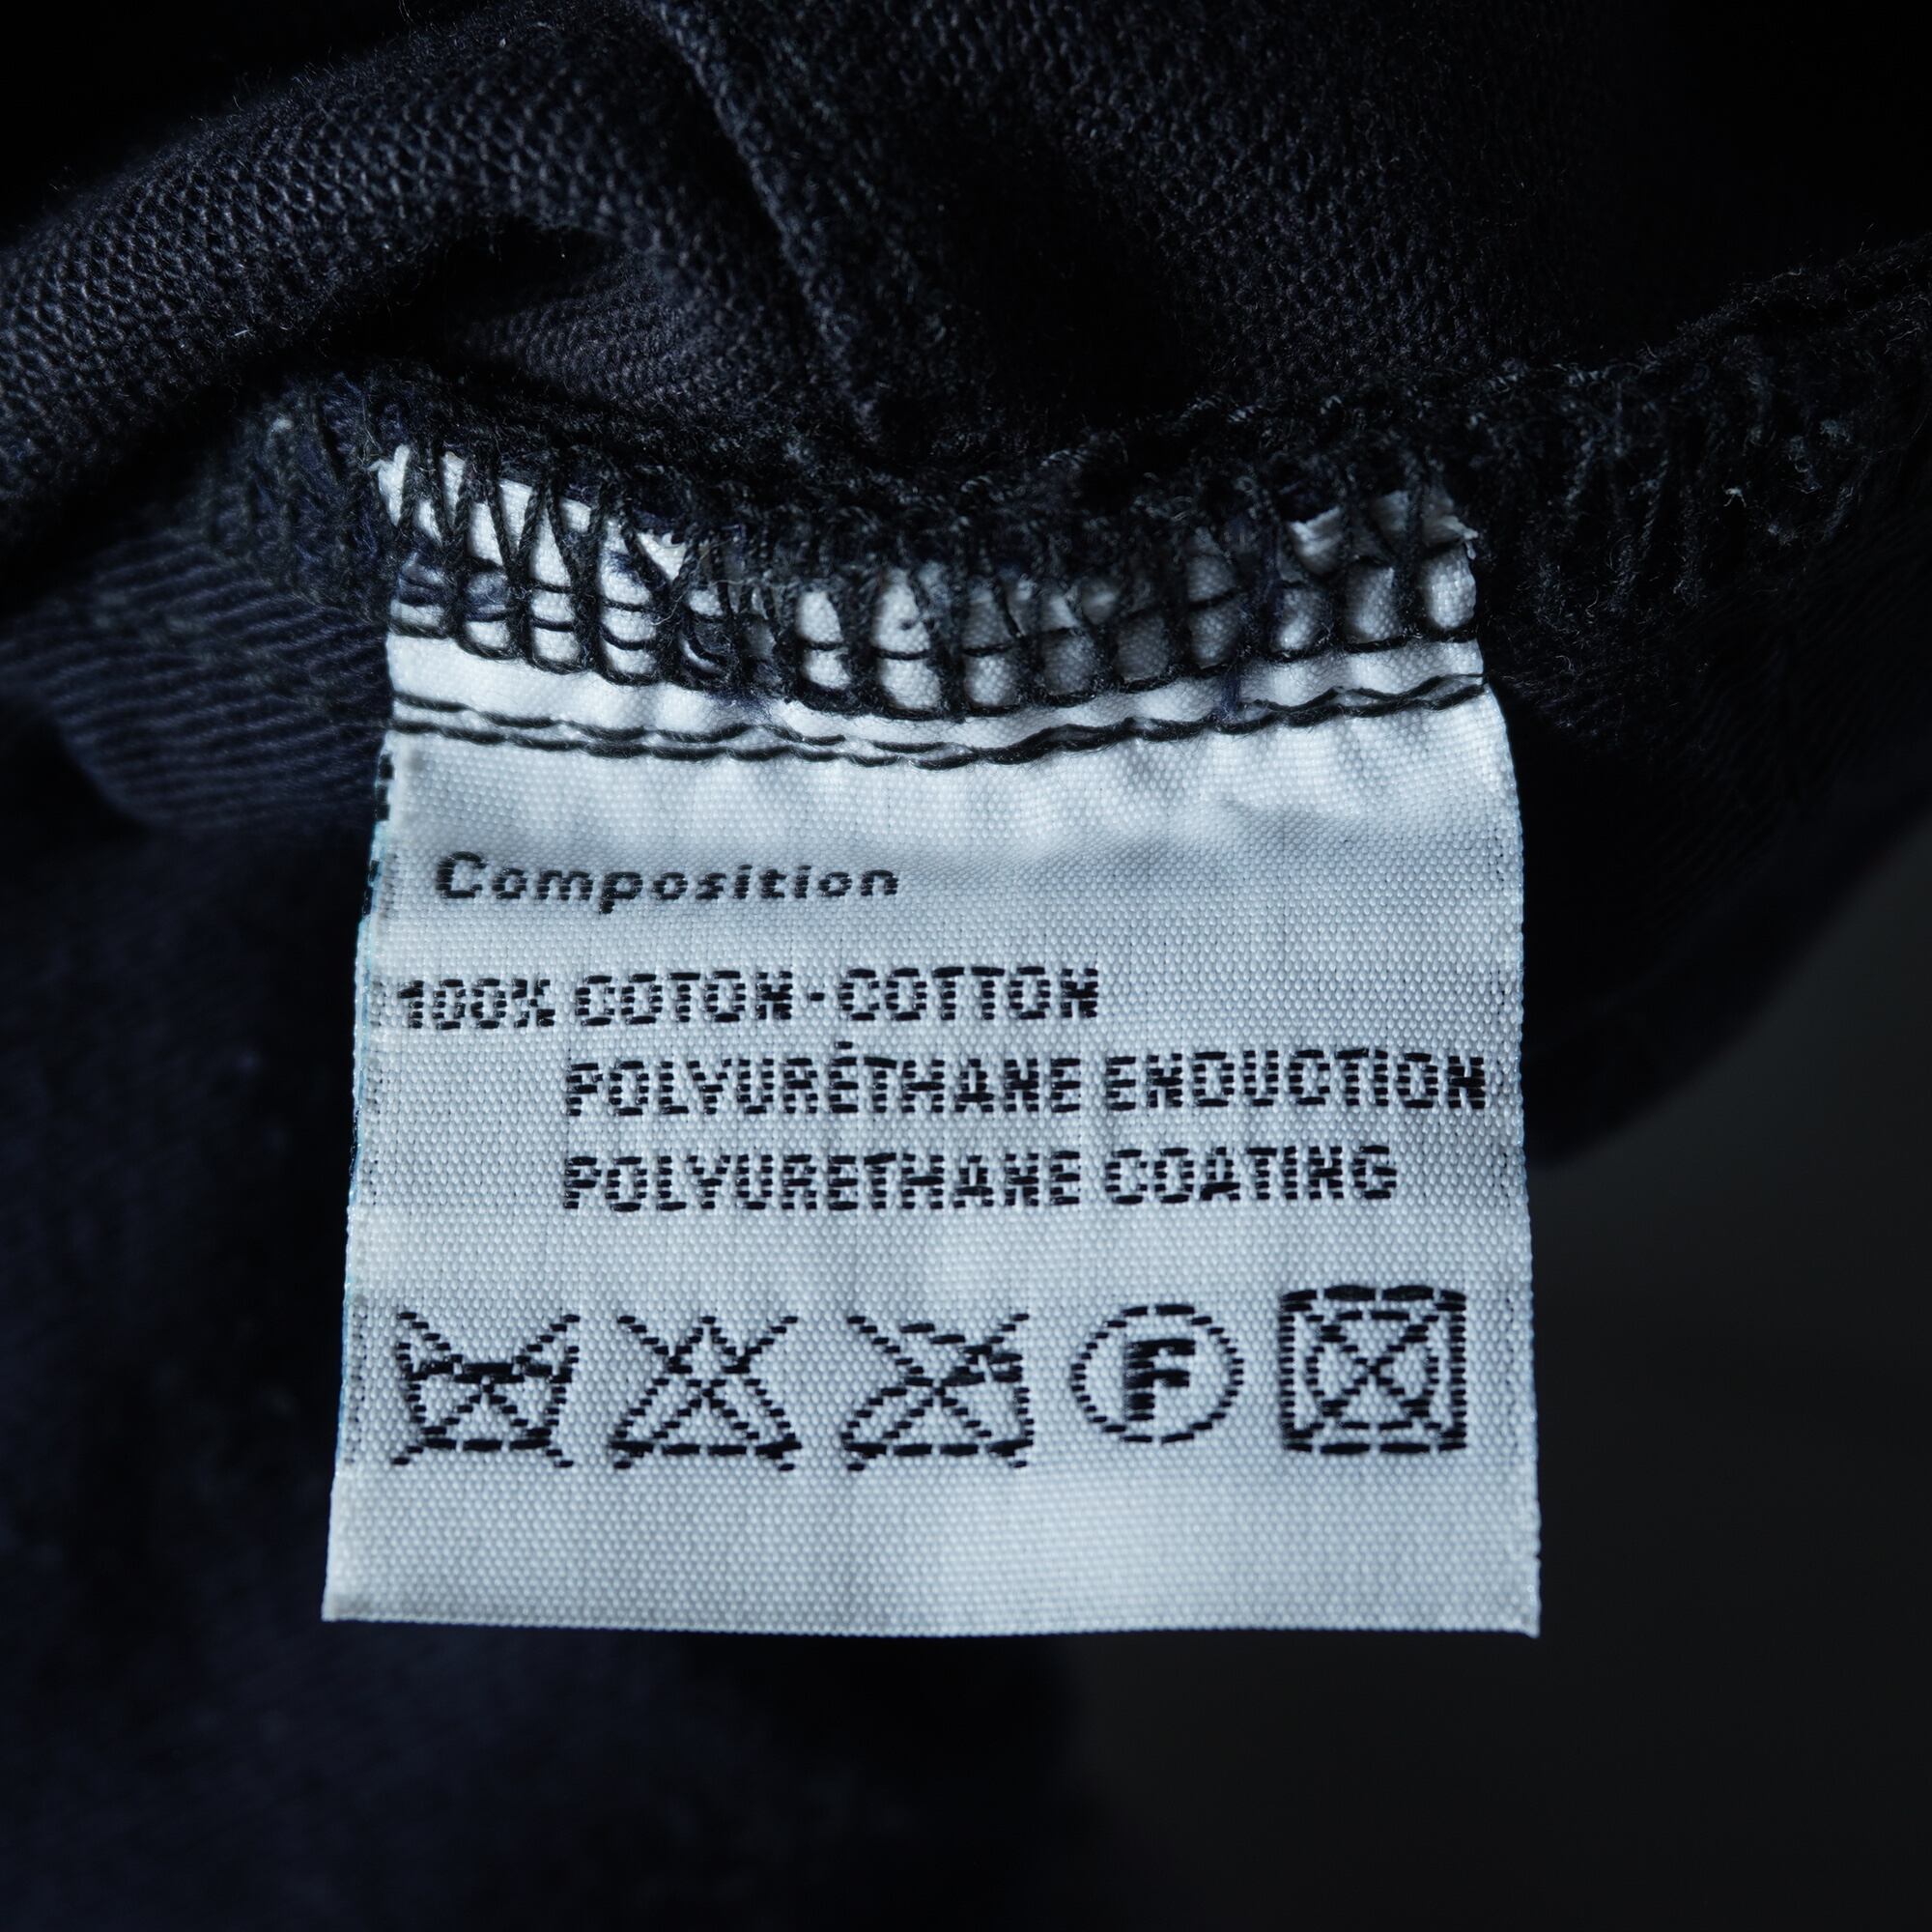 Composition
100% COTON · COTTON
POLYURÉTHANE ENDUCTION
POLYURETHANE COATING
F